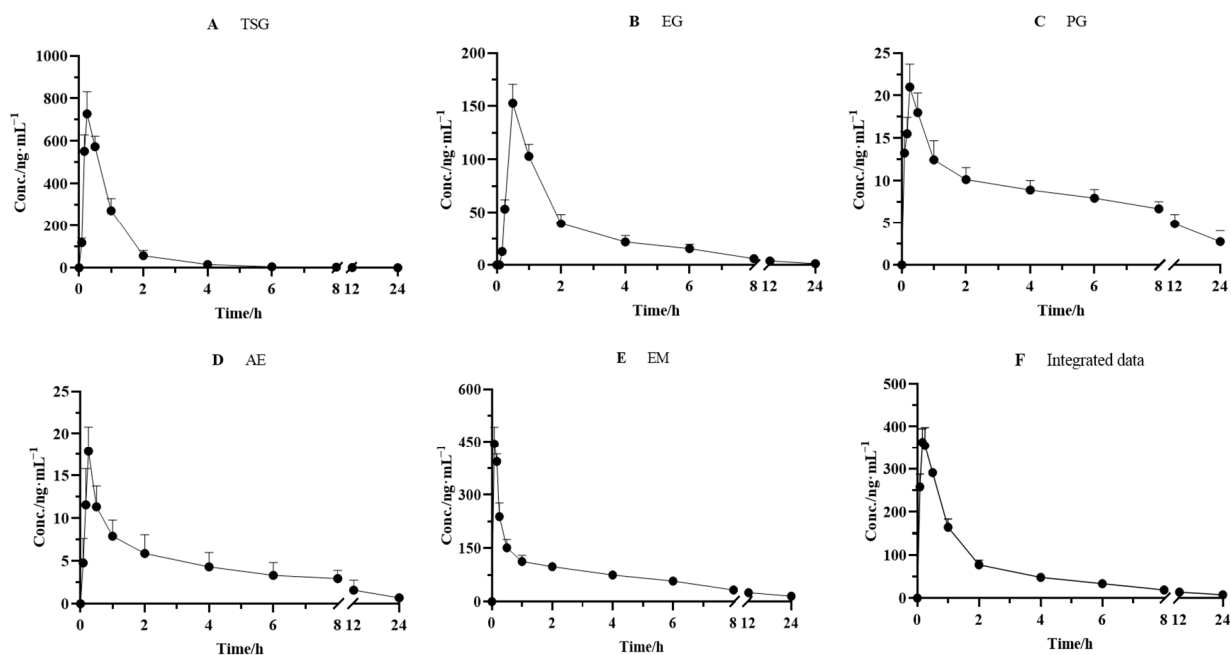 A TSG
1000
800
600
400
200
0
Conc./ng·mL⁻¹
0 2 4 6 8 12 24
Time/h
B EG
200
150
100
50
0
Conc./ng·mL⁻¹
0 2 4 6 8 12 24
Time/h
C PG
25
20
15
10
5
0
Conc./ng·mL⁻¹
0 2 4 6 8 12 24
Time/h
D AE
25
20
15
10
5
0
Conc./ng·mL⁻¹
0 2 4 6 8 12 24
Time/h
E EM
600
450
300
150
0
Conc./ng·mL⁻¹
0 2 4 6 8 12 24
Time/h
F Integrated data
500
400
300
200
100
0
Conc./ng·mL⁻¹
0 2 4 6 8 12 24
Time/h